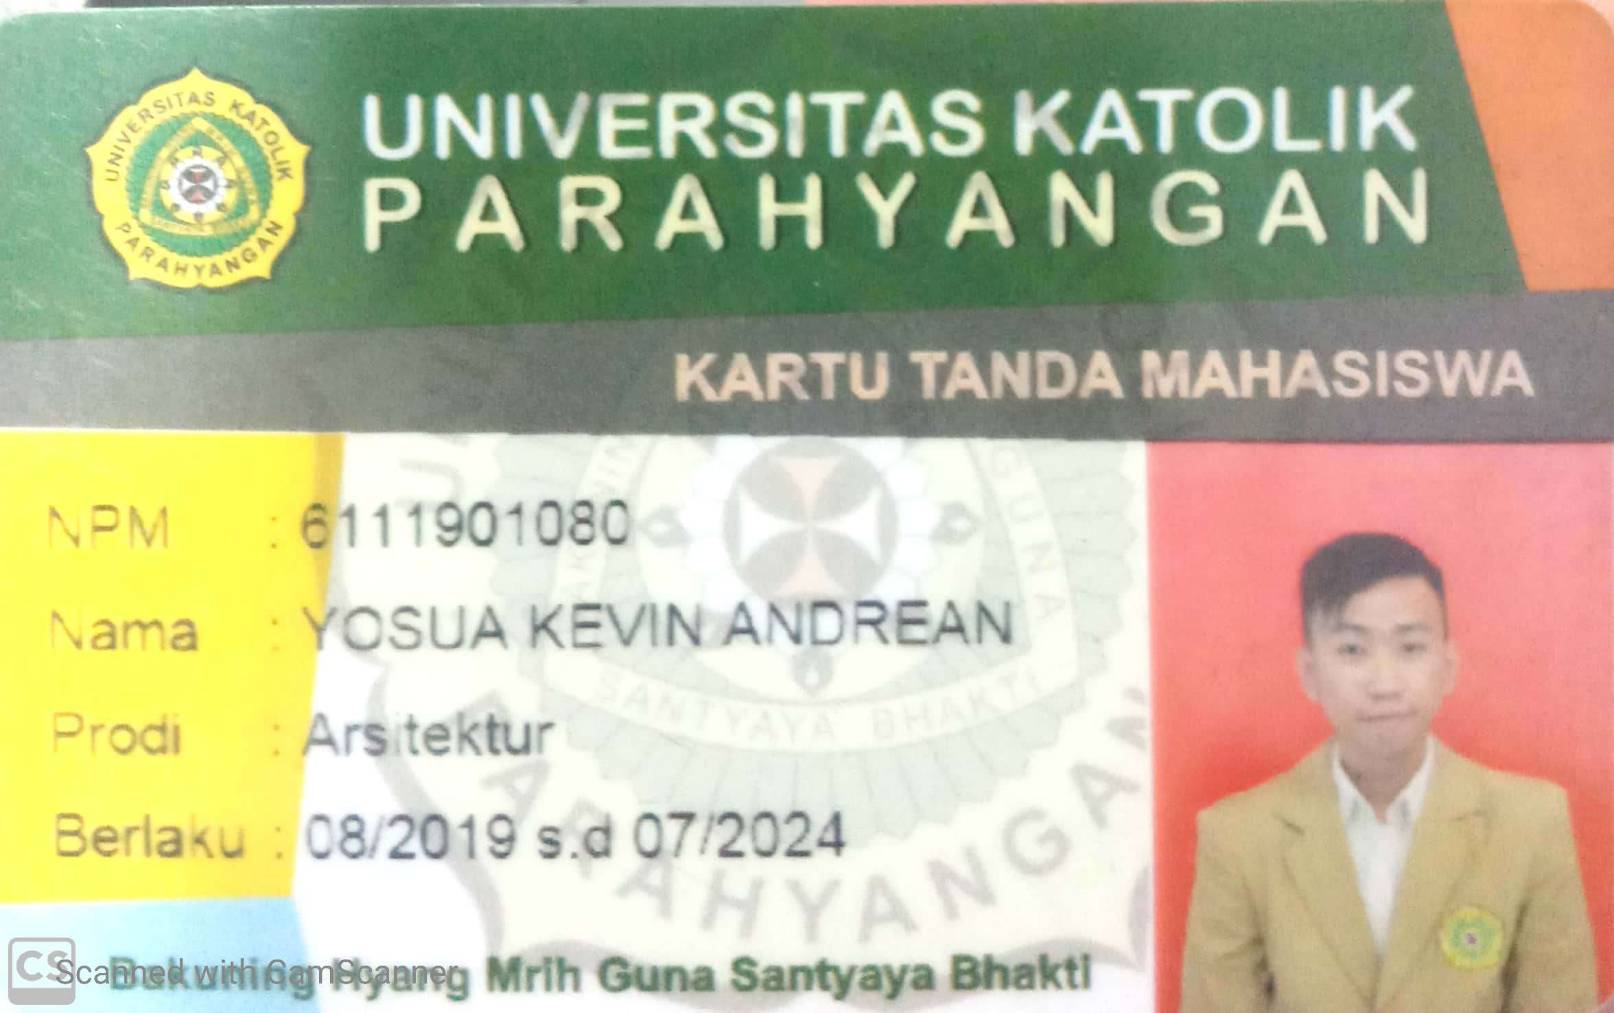 UNIVERSITAS KATOLIK
PARAHYANGAN
UNIVERSITAS KATOLIK
PARAHYANGAN
KARTU TANDA MAHASISWA
NPM : 6111901080
Nama : YOSUA KEVIN ANDREAN
Prodi : Arsitektur
Berlaku : 08/2019 s.d 07/2024
GUNA
SANTYAYA BHAKTI
PARAHYANGAN
Bakuning Hyang Mrih Guna Santyaya Bhakti
CS Scanned with CamScanner